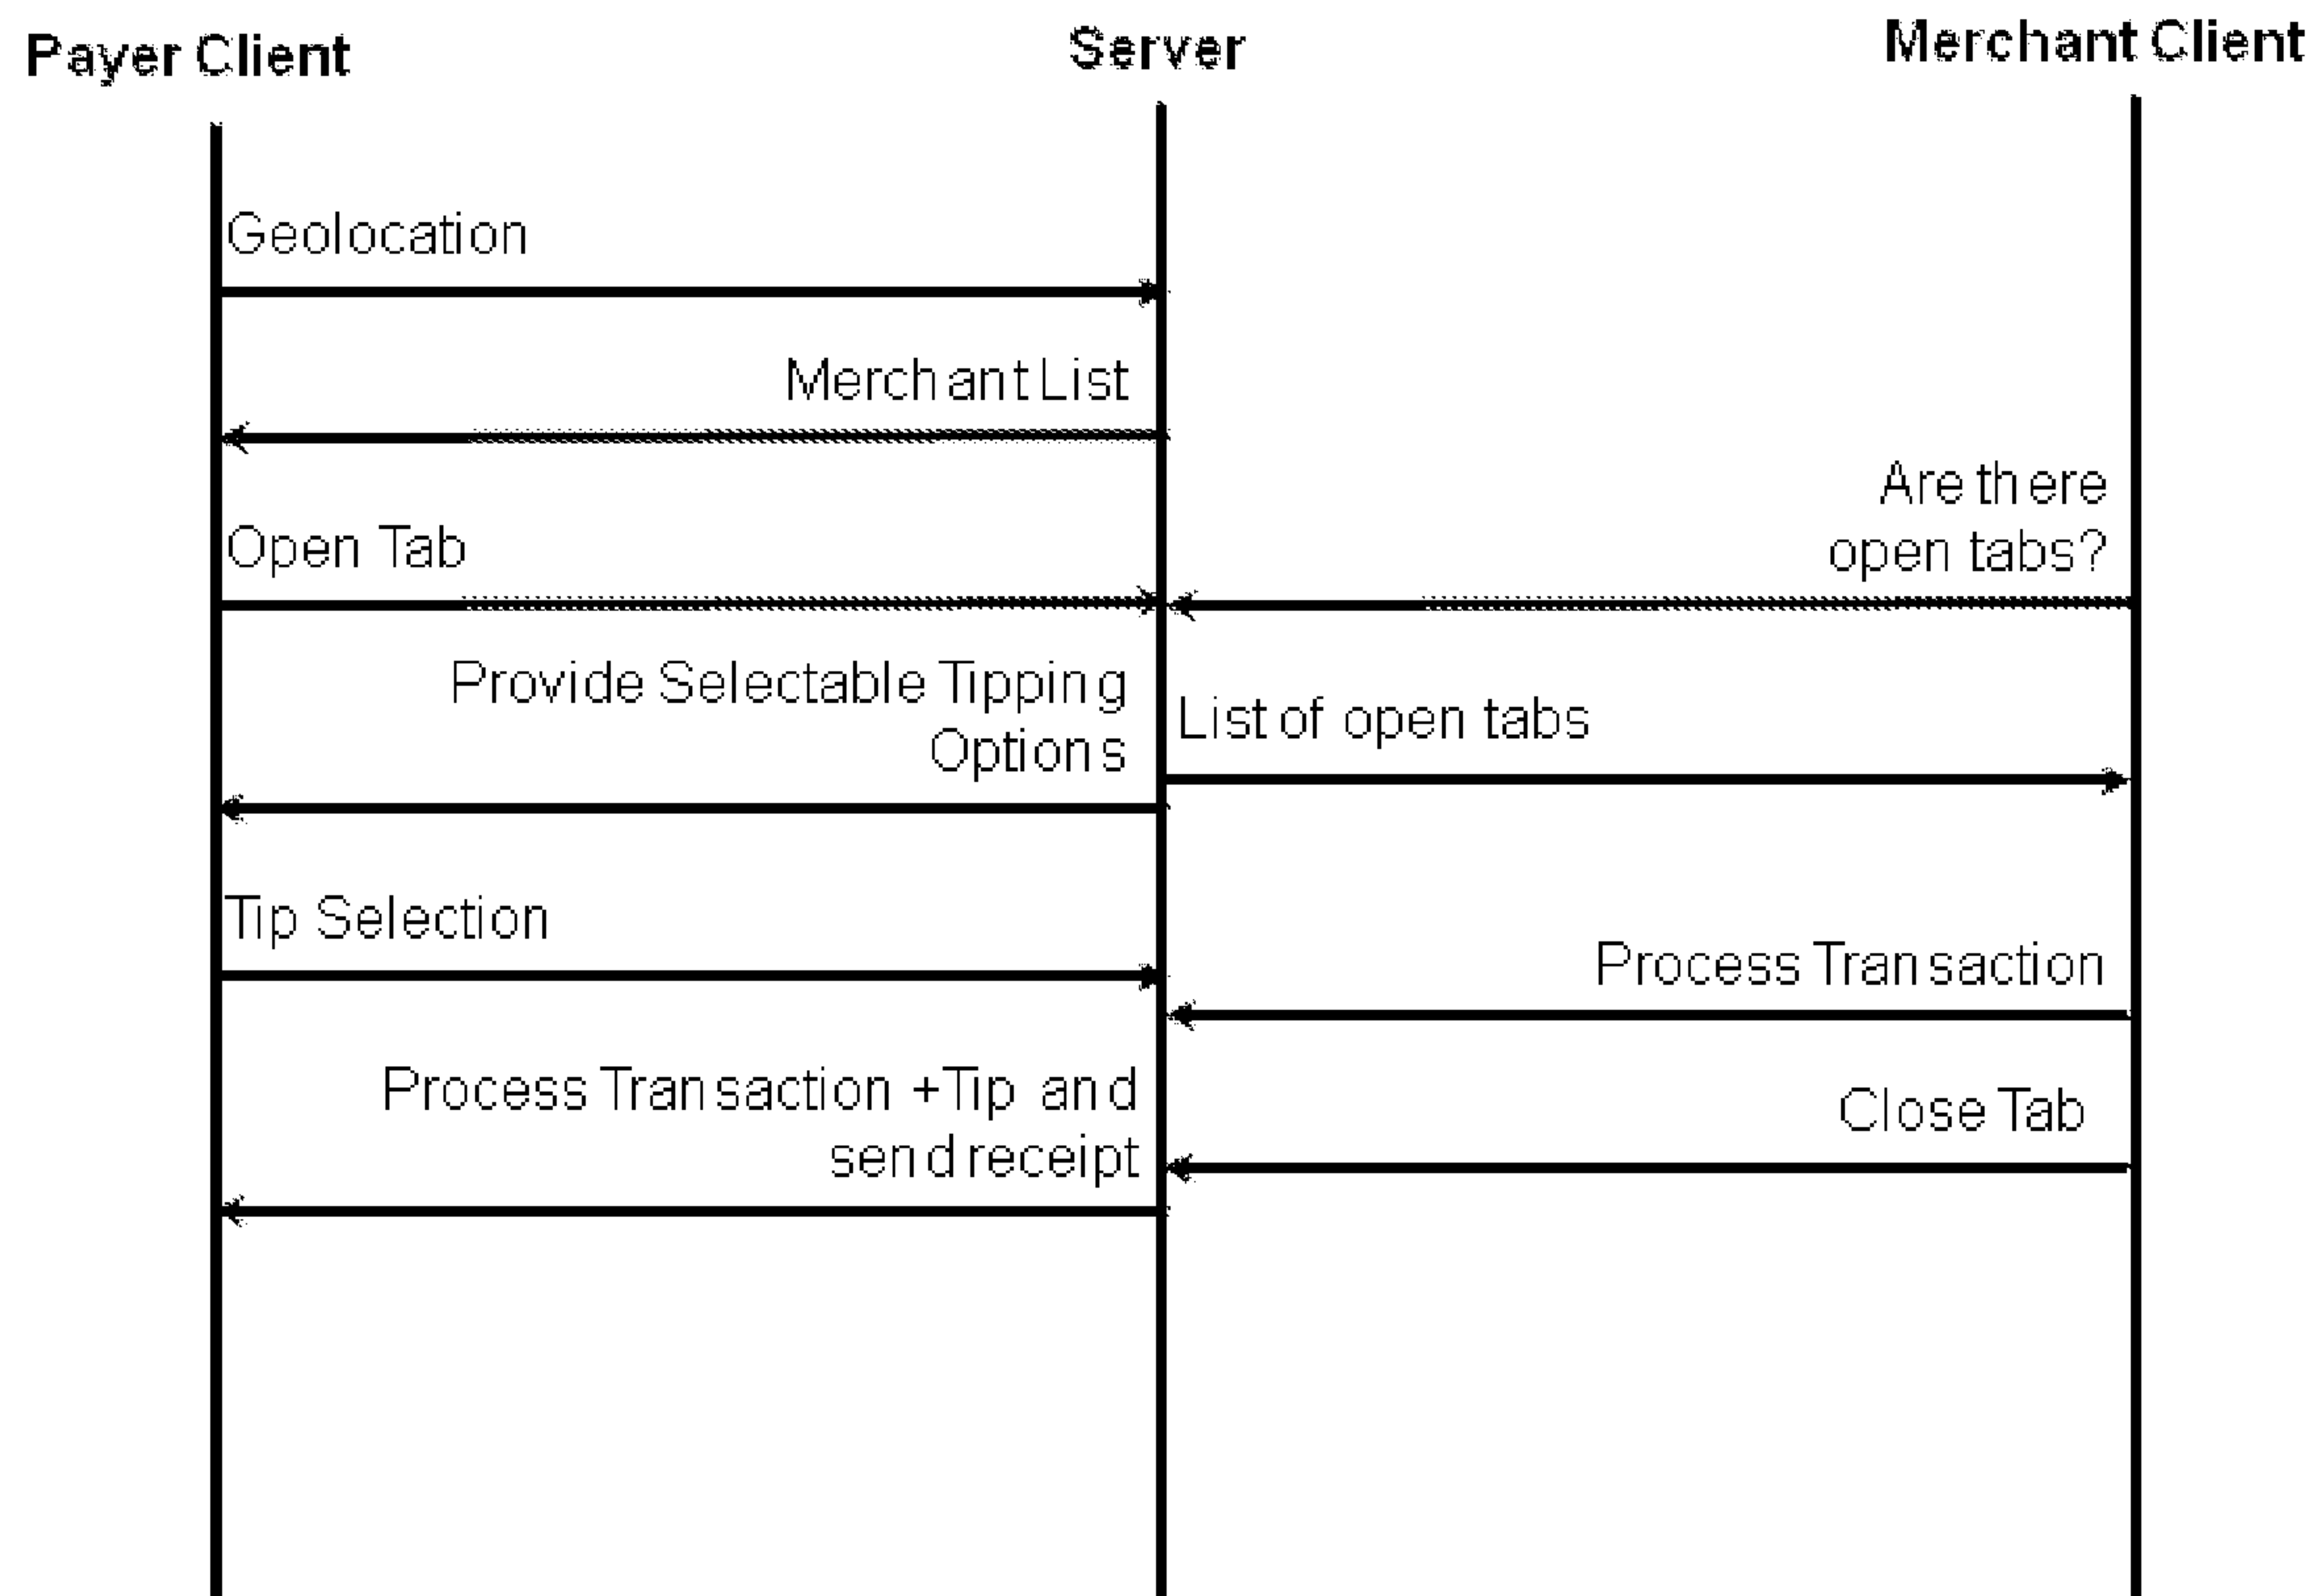 Payer Client
Server
Merchant Client
Geolocation
Merchant List
Are there
open tabs?
Open Tab
Provide Selectable Tipping
Options
List of open tabs
Tip Selection
Process Transaction
Process Transaction +Tip and
send receipt
Close Tab